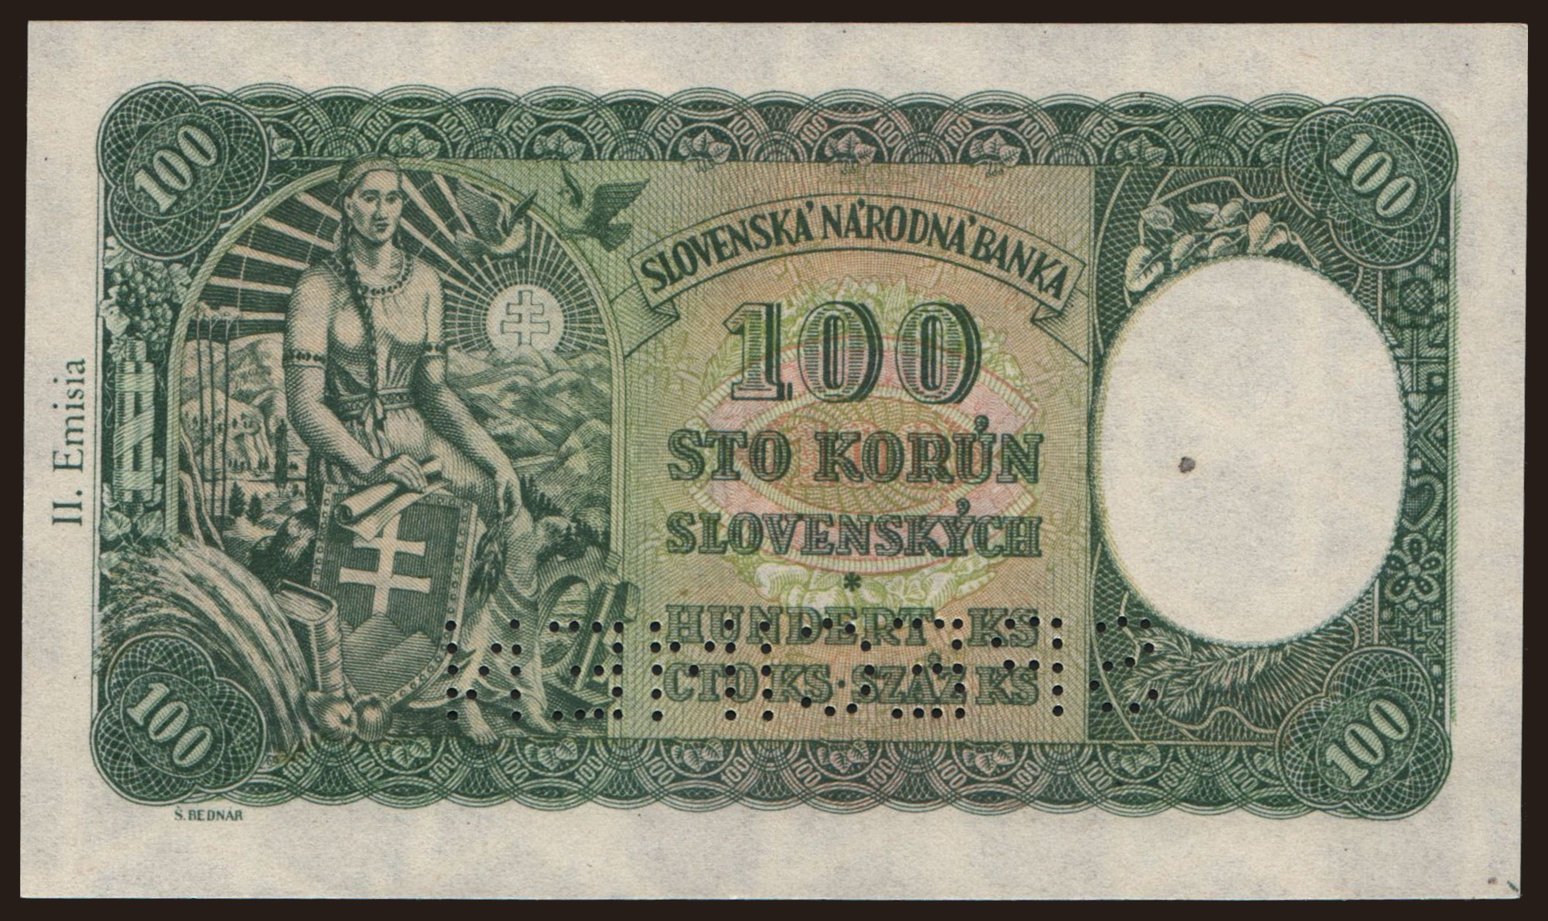 100
100
II. Emisia
SLOVENSKÁ NÁRODNÁ BANKA
100
STO KORÚN
SLOVENSKÝCH
*
HUNDERT KS
STO KS · SZÁZ KS
100
100
Š. BEDNÁR